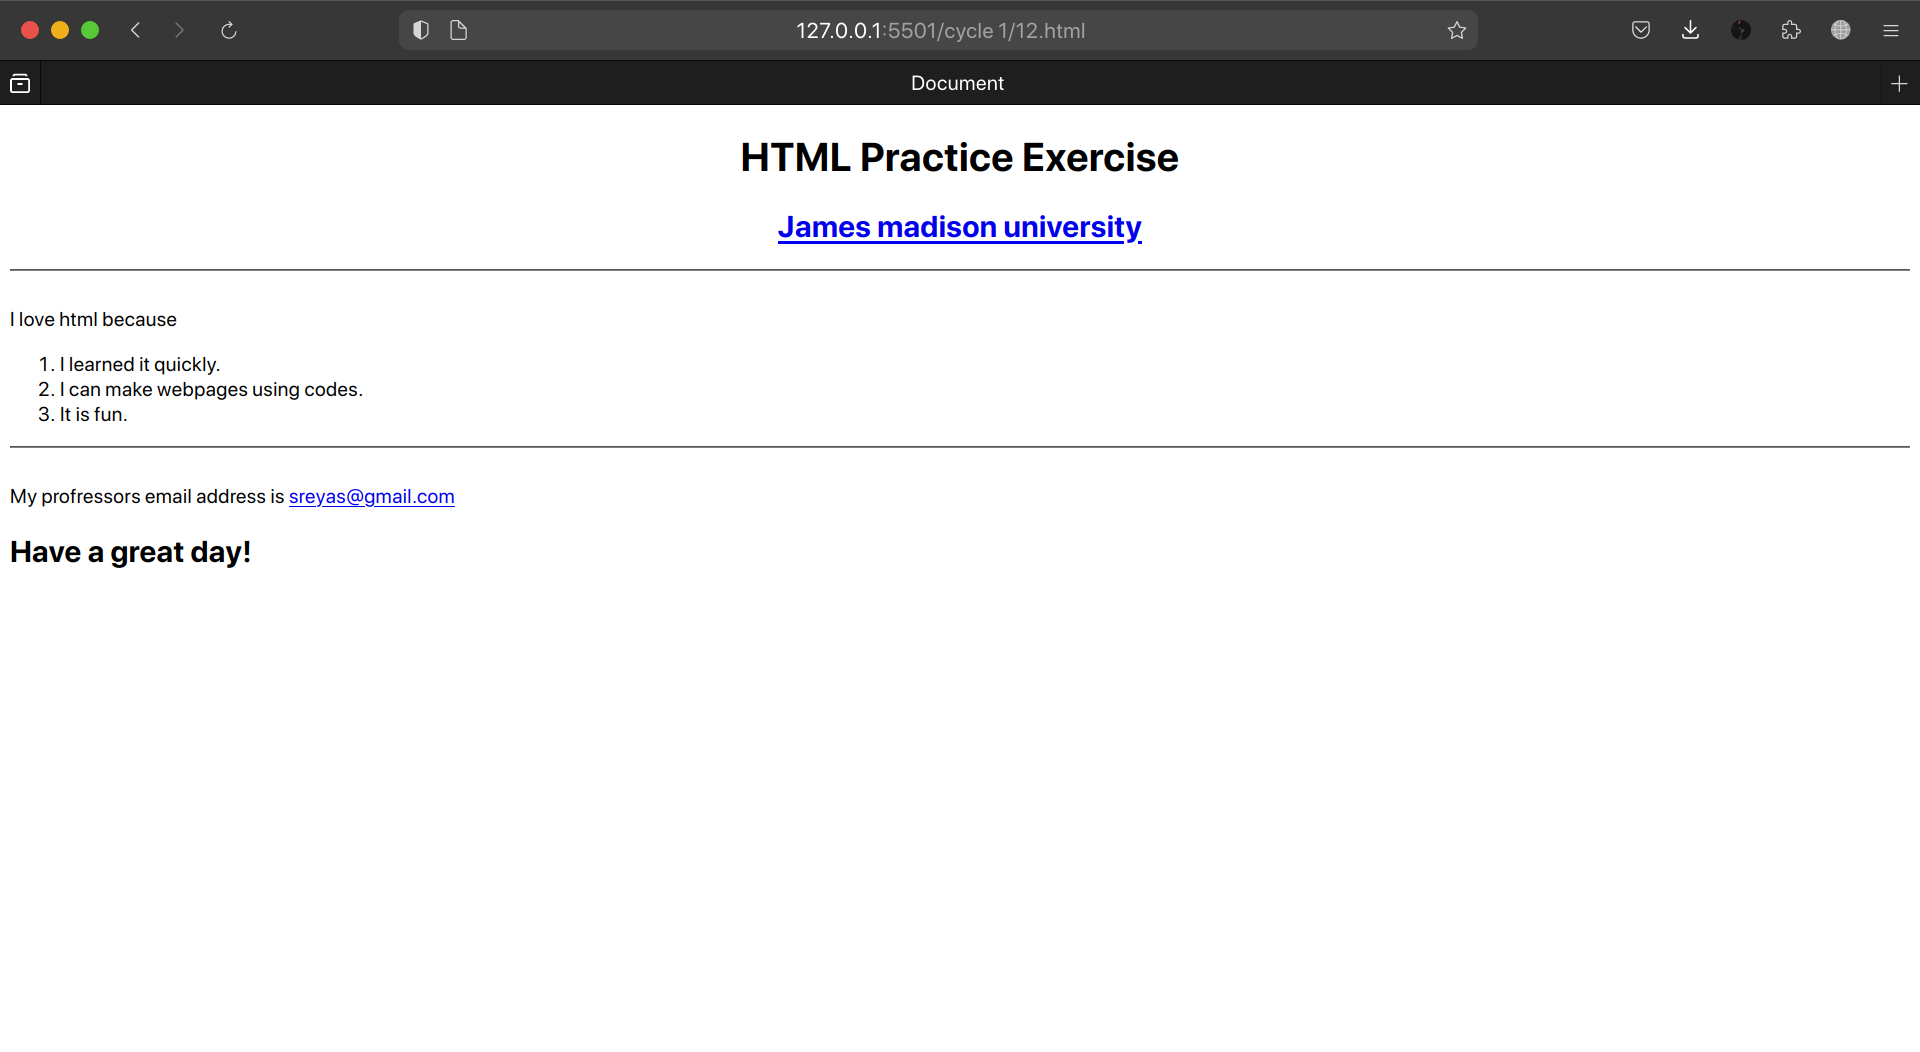 127.0.0.1:5501/cycle 1/12.html
Document
HTML Practice Exercise
James madison university
I love html because
1. I learned it quickly.
2. I can make webpages using codes.
3. It is fun.
My profressors email address is sreyas@gmail.com
Have a great day!